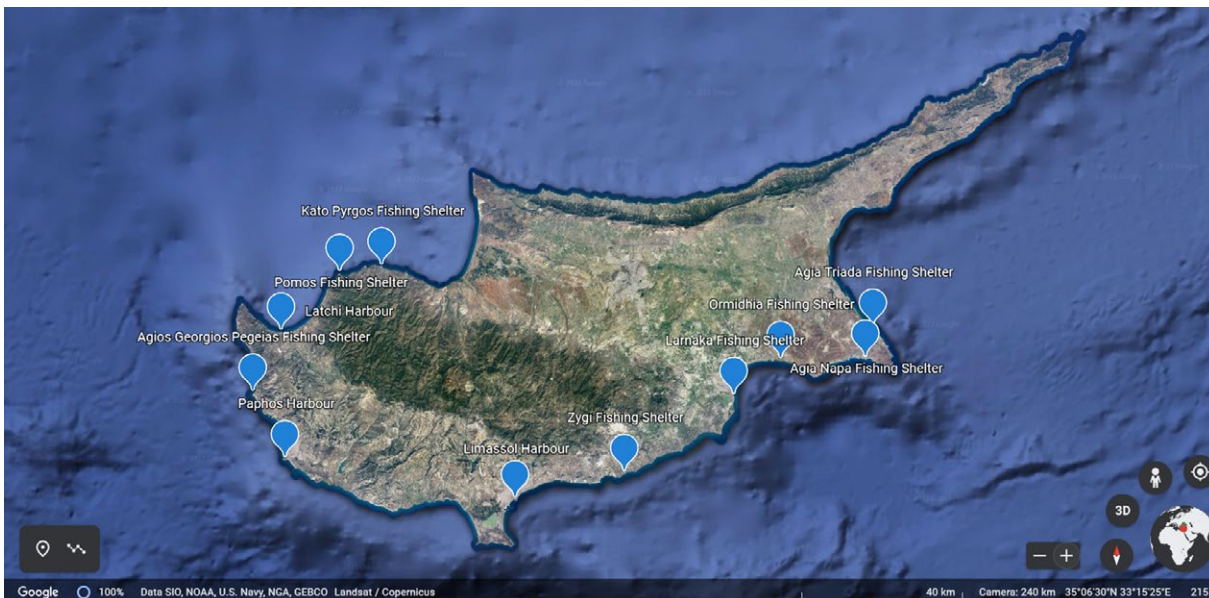 Kato Pyrgos Fishing Shelter
Pomos Fishing Shelter
Agia Triada Fishing Shelter
Latchi Harbour
Ormidhia Fishing Shelter
Agios Georgios Pegeias Fishing Shelter
Larnaka Fishing Shelter
Agia Napa Fishing Shelter
Paphos Harbour
Zygi Fishing Shelter
Limassol Harbour
3D
Google 100% Data SIO, NOAA, U.S. Navy, NGA, GEBCO Landsat / Copernicus 40 km Camera: 240 km 35°06'30"N 33°15'25"E 215